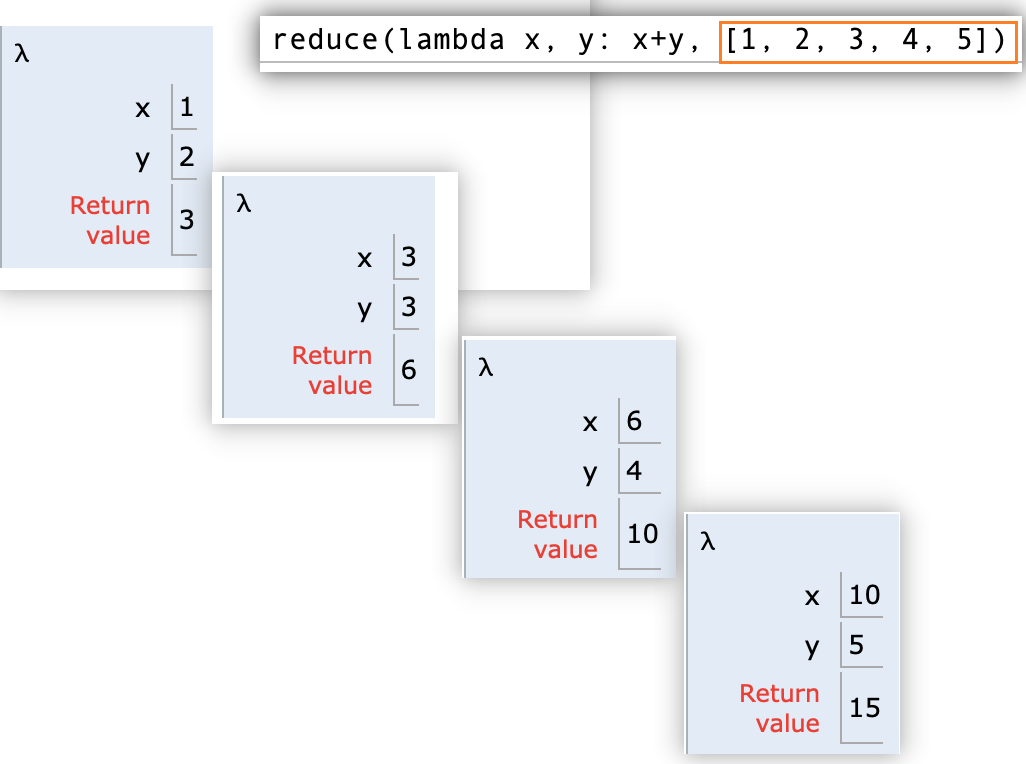 reduce(lambda x, y: x+y, [1, 2, 3, 4, 5])
λ
x 1
y 2
Return
value 3
λ
x 3
y 3
Return
value 6
λ
x 6
y 4
Return
value 10
λ
x 10
y 5
Return
value 15